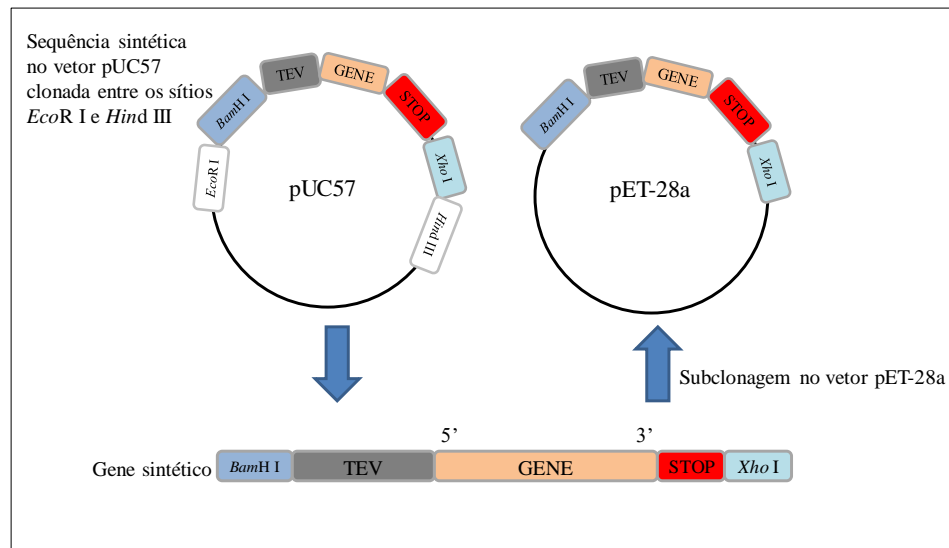 Sequência sintética
no vetor pUC57
clonada entre os sítios
EcoR I e Hind III
EcoR I
BamH I
TEV
GENE
STOP
Xho I
Hind III
pUC57
BamH I
TEV
GENE
STOP
Xho I
pET-28a
Subclonagem no vetor pET-28a
5’ 3’
Gene sintético BamH I TEV GENE STOP Xho I